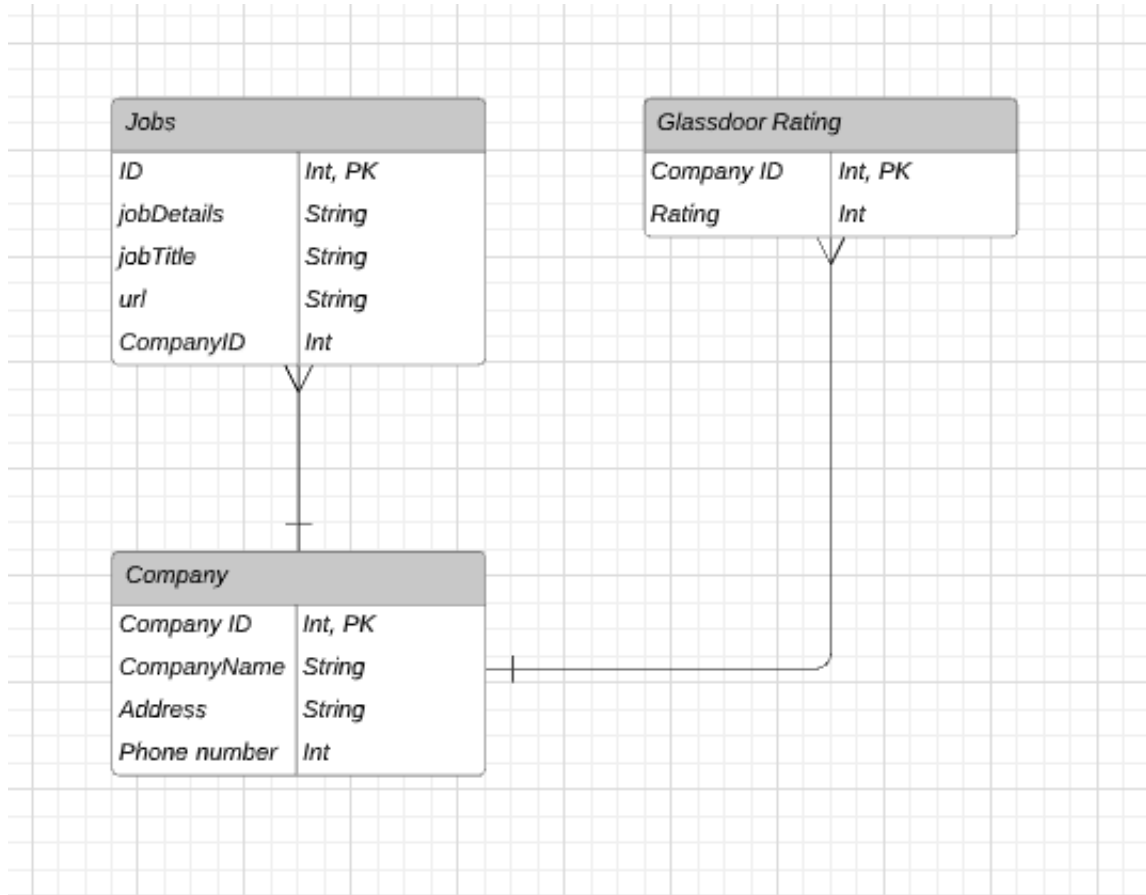 Jobs
ID Int, PK
jobDetails String
jobTitle String
url String
CompanyID Int
Glassdoor Rating
Company ID Int, PK
Rating Int
Company
Company ID Int, PK
CompanyName String
Address String
Phone number Int